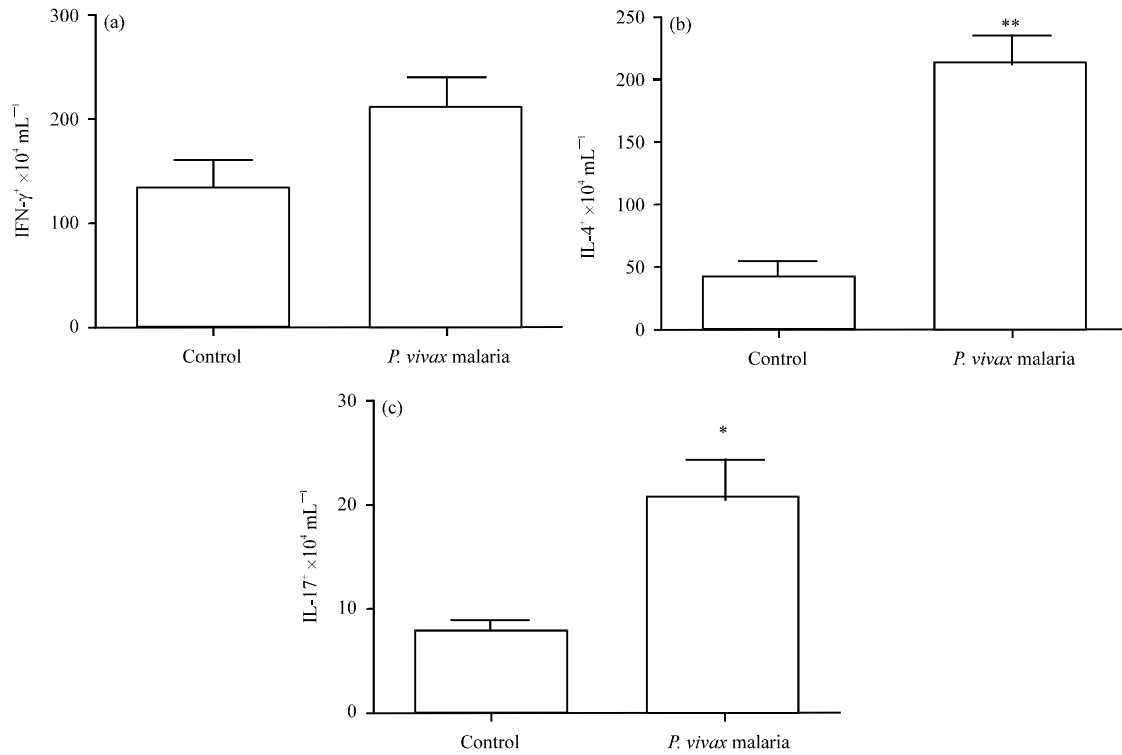 (a)
300
200
100
0
IFN-γ⁺ ×10⁴ mL⁻¹
Control
P. vivax malaria
(b)
**
250
200
150
100
50
0
IL-4⁺ ×10⁴ mL⁻¹
Control
P. vivax malaria
(c)
*
30
20
10
0
IL-17⁺ ×10⁴ mL⁻¹
Control
P. vivax malaria